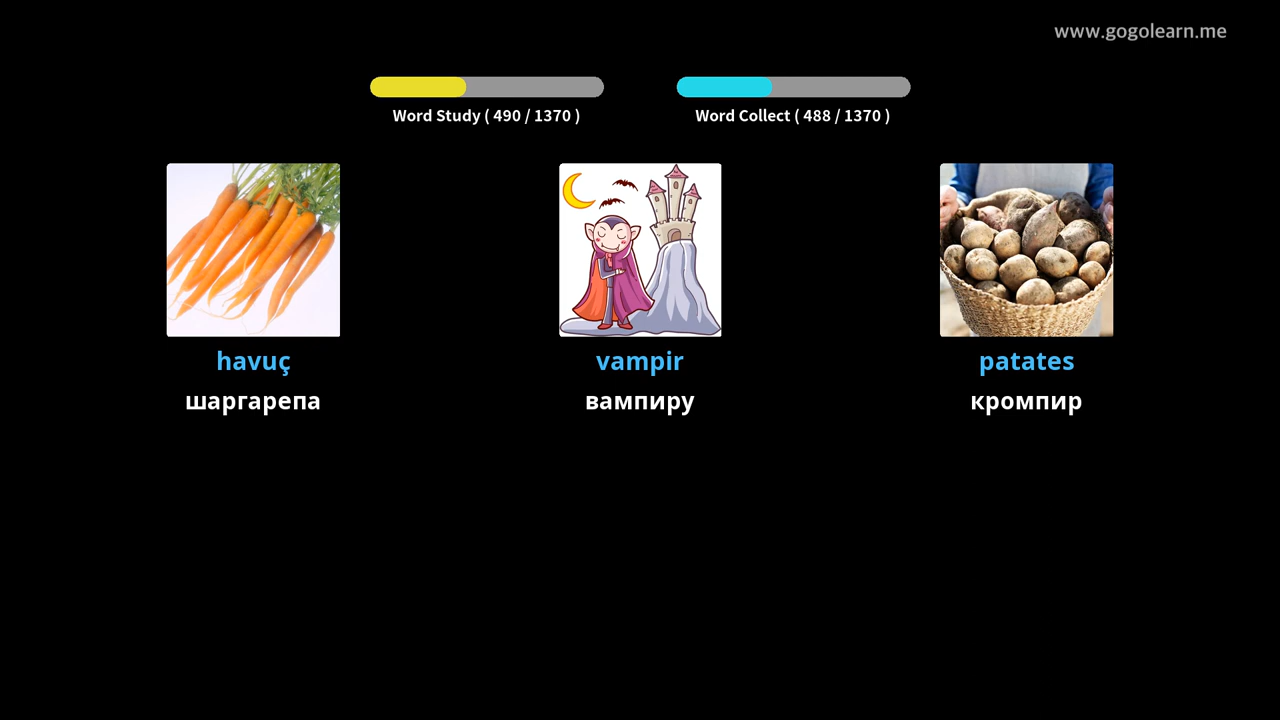 www.gogolearn.me
Word Study ( 490 / 1370 )
Word Collect ( 488 / 1370 )
havuç
vampir
patates
шаргарепа
вампиру
кромпир